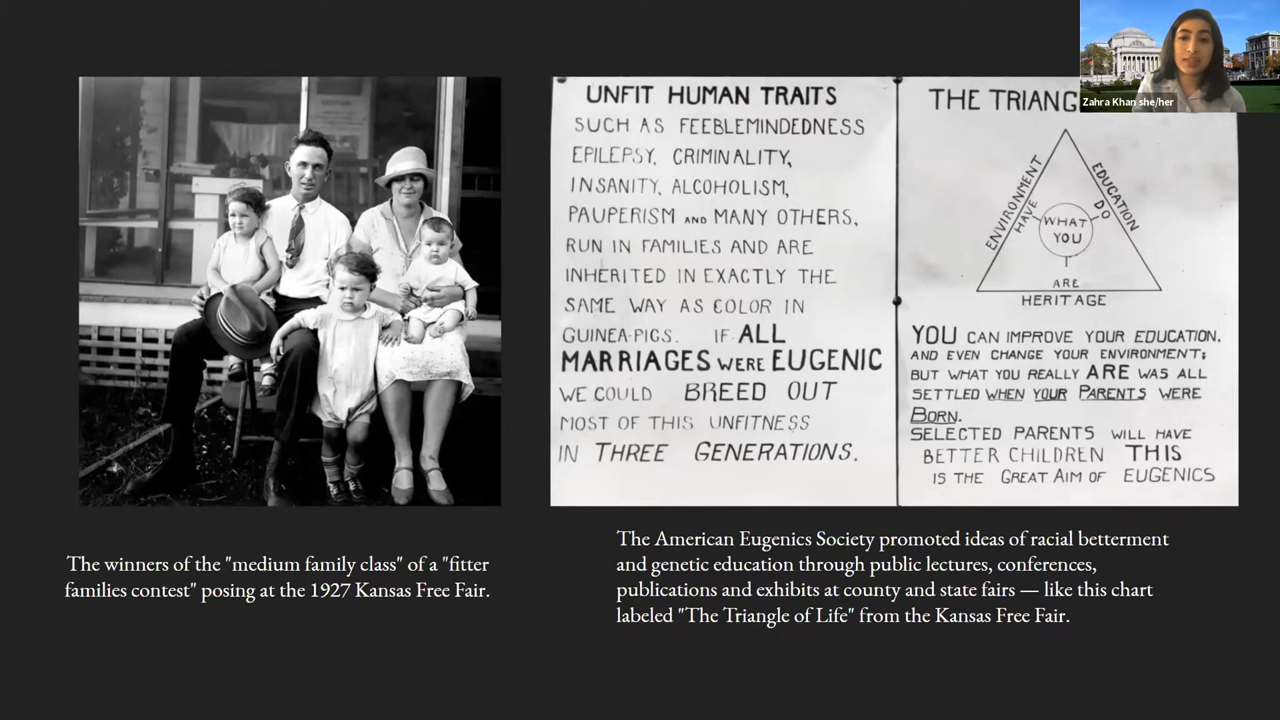 Zahra Khan she/her
UNFIT HUMAN TRAITS
SUCH AS FEEBLEMINDEDNESS
EPILEPSY, CRIMINALITY,
INSANITY, ALCOHOLISM,
PAUPERISM AND MANY OTHERS,
RUN IN FAMILIES AND ARE
INHERITED IN EXACTLY THE
SAME WAY AS COLOR IN
GUINEA-PIGS. IF ALL
MARRIAGES WERE EUGENIC
WE COULD BREED OUT
MOST OF THIS UNFITNESS
IN THREE GENERATIONS.
THE
ENVIRONMENT
HAVE
EDUCATION
DO
WHAT
YOU
ARE
HERITAGE
YOU CAN IMPROVE YOUR EDUCATION,
AND EVEN CHANGE YOUR ENVIRONMENT;
BUT WHAT YOU REALLY ARE WAS ALL
SETTLED WHEN YOUR PARENTS WERE
BORN.
SELECTED PARENTS WILL HAVE
BETTER CHILDREN THIS
IS THE GREAT AIM OF EUGENICS
The winners of the "medium family class" of a "fitter
families contest" posing at the 1927 Kansas Free Fair.
The American Eugenics Society promoted ideas of racial betterment
and genetic education through public lectures, conferences,
publications and exhibits at county and state fairs — like this chart
labeled "The Triangle of Life" from the Kansas Free Fair.